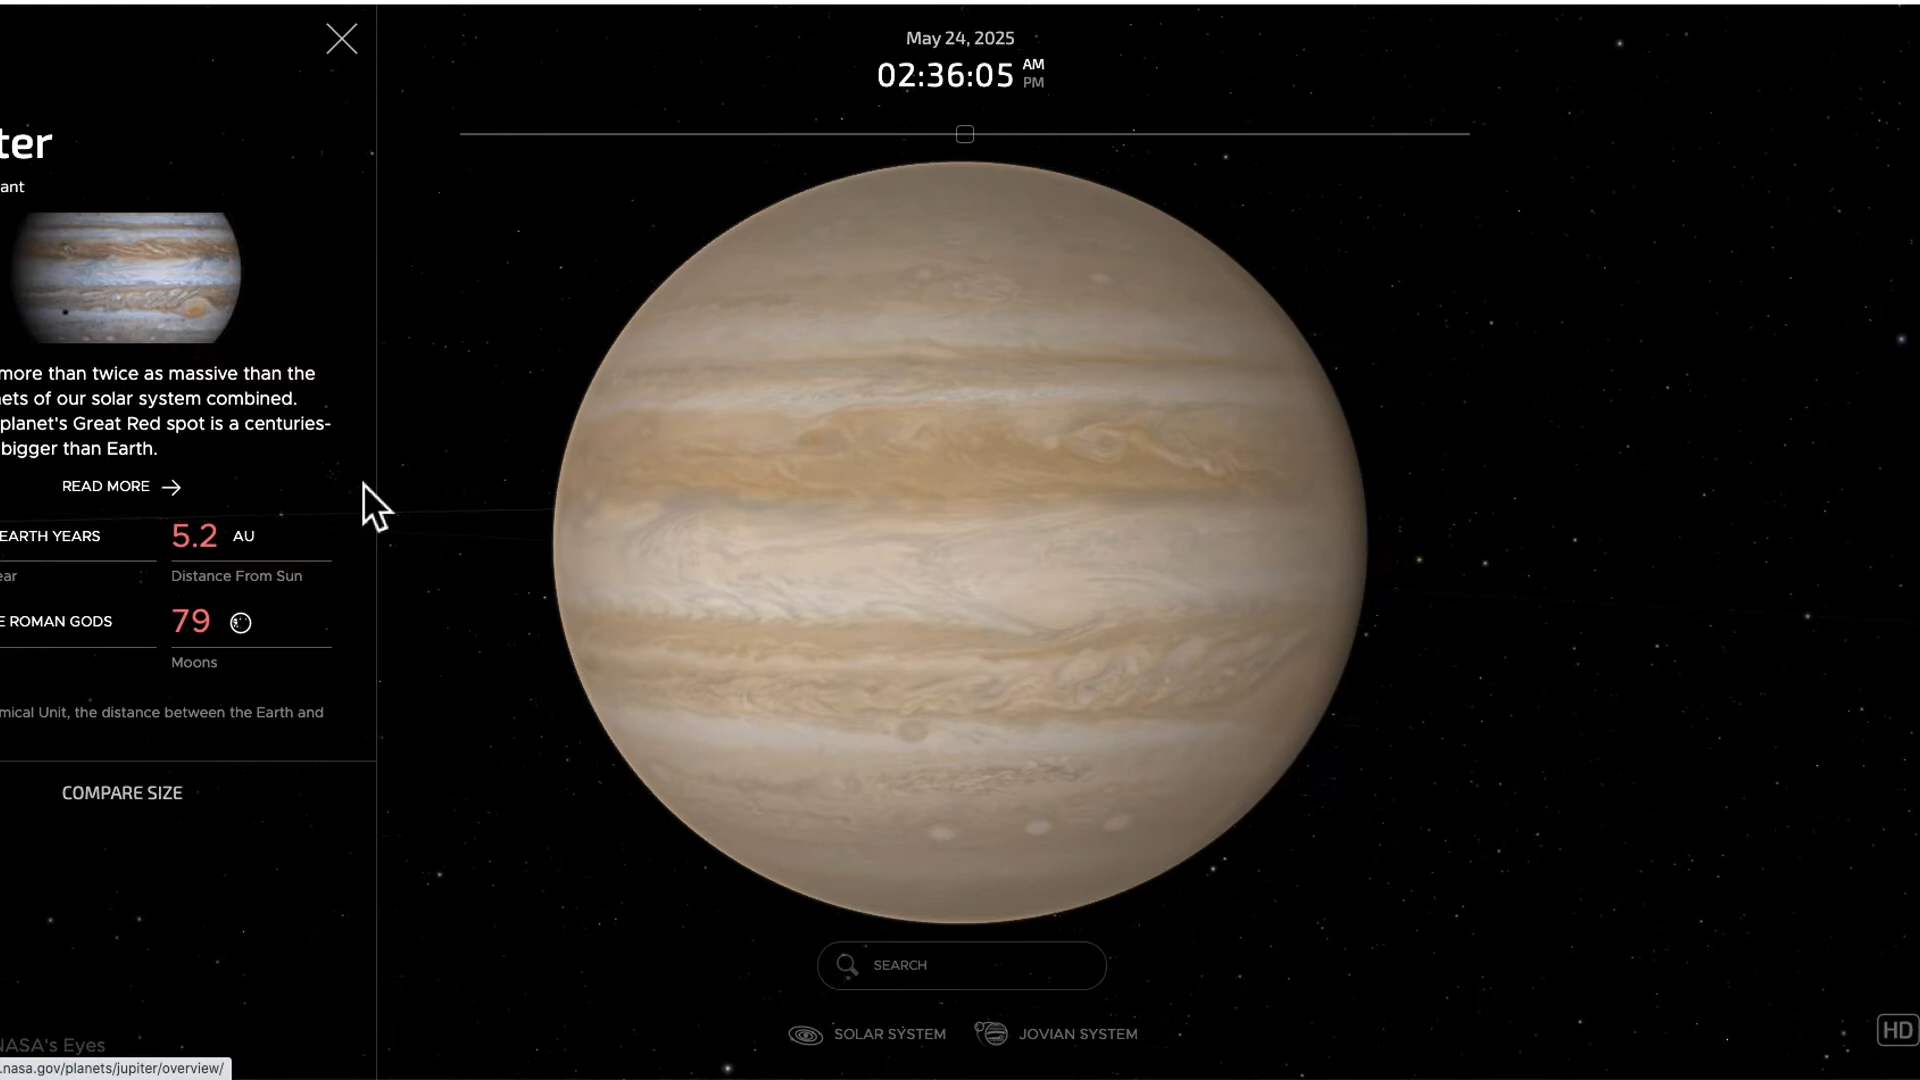 May 24, 2025
02:36:05 AM
PM
ter
ant
more than twice as massive than the
ets of our solar system combined.
planet's Great Red spot is a centuries-
bigger than Earth.
READ MORE
EARTH YEARS
5.2 AU
ear
Distance From Sun
E ROMAN GODS
79
Moons
mical Unit, the distance between the Earth and
COMPARE SIZE
NASA's Eyes
.nasa.gov/planets/jupiter/overview/
SEARCH
SOLAR SYSTEM
JOVIAN SYSTEM
HD